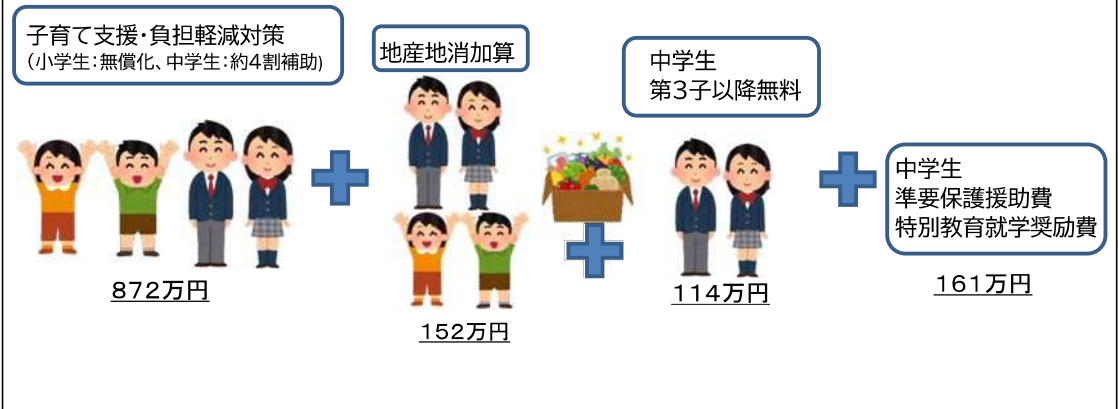 子育て支援・負担軽減対策
（小学生：無償化、中学生：約４割補助)
872万円
地産地消加算
152万円
中学生
第３子以降無料
114万円
中学生
準要保護援助費
特別教育就学奨励費
161万円